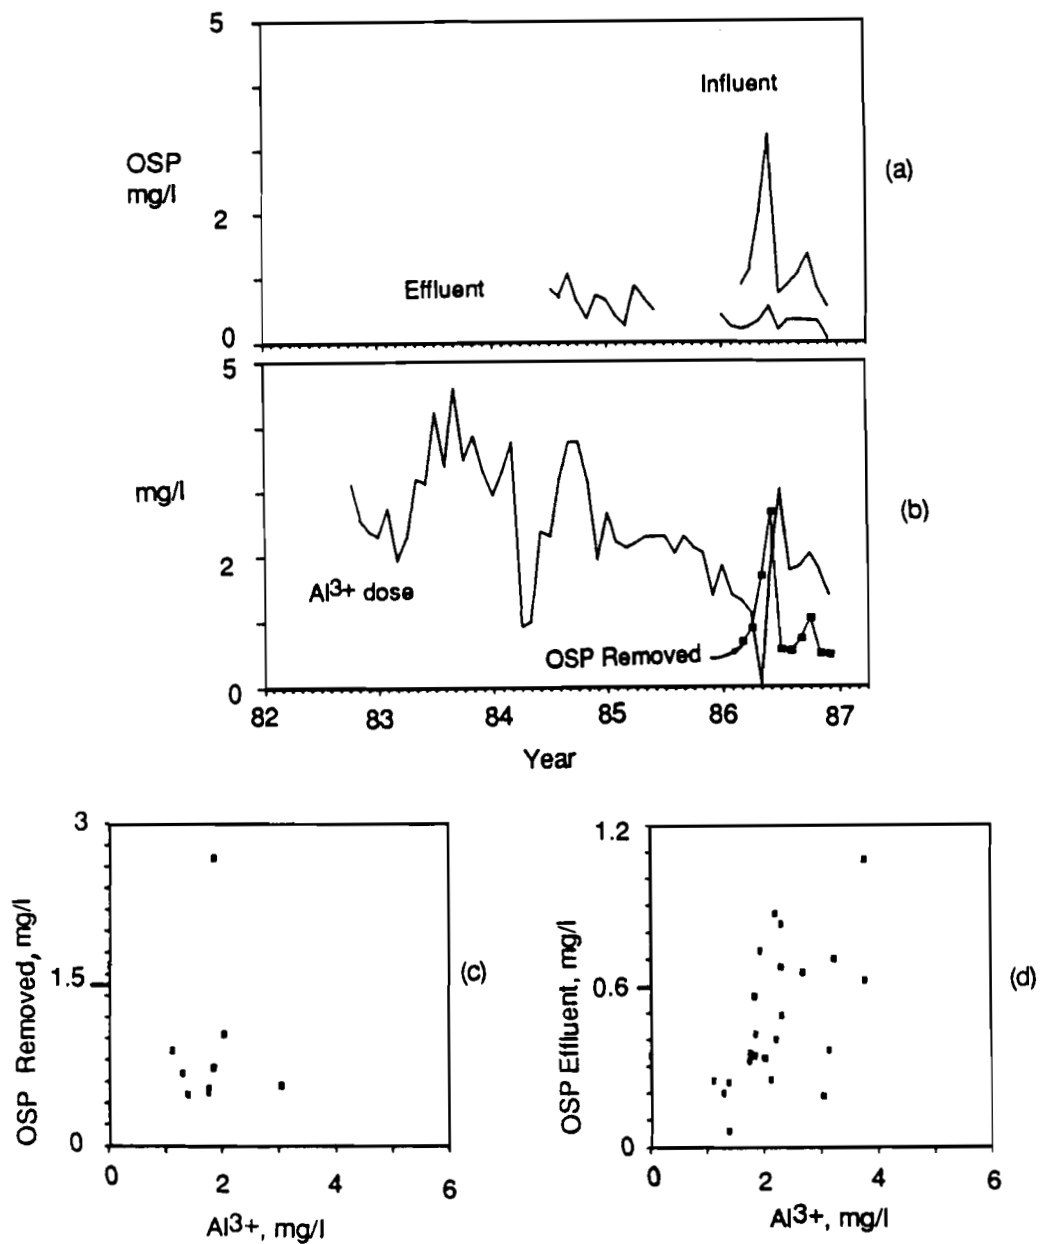 5
Influent
OSP
mg/l
(a)
2
Effluent
0
5
mg/l
(b)
2
Al3+ dose
OSP Removed
0
82 83 84 85 86 87
Year
3
OSP Removed, mg/l
1.5
(c)
0
0 2 4 6
Al3+, mg/l
1.2
OSP Effluent, mg/l
0.6
(d)
0
0 2 4 6
Al3+, mg/l